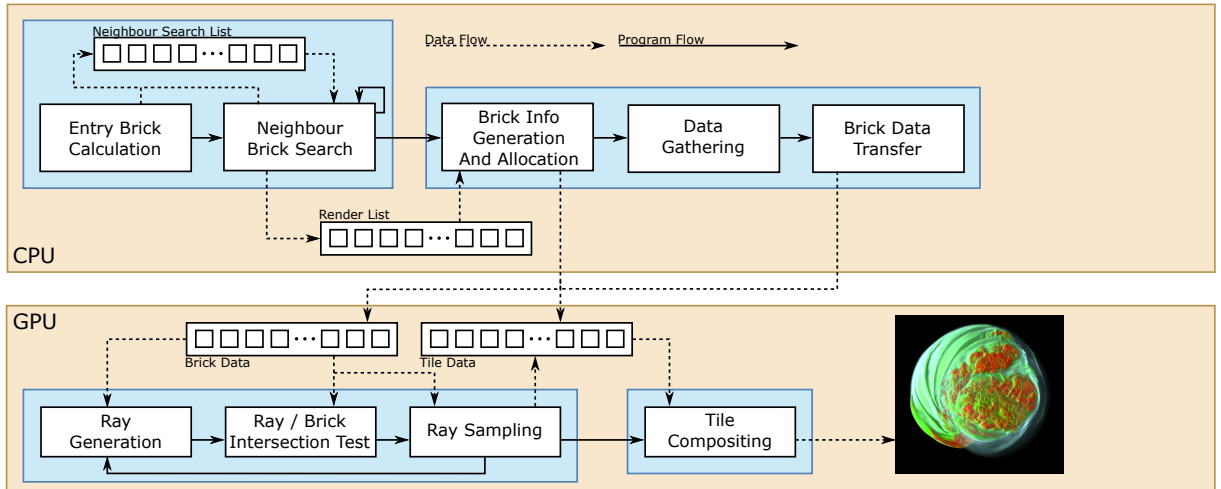 Neighbour Search List
Data Flow
Program Flow
Entry Brick
Calculation
Neighbour
Brick Search
Brick Info
Generation
And Allocation
Data
Gathering
Brick Data
Transfer
Render List
CPU
GPU
Brick Data
Tile Data
Ray
Generation
Ray / Brick
Intersection Test
Ray Sampling
Tile
Compositing